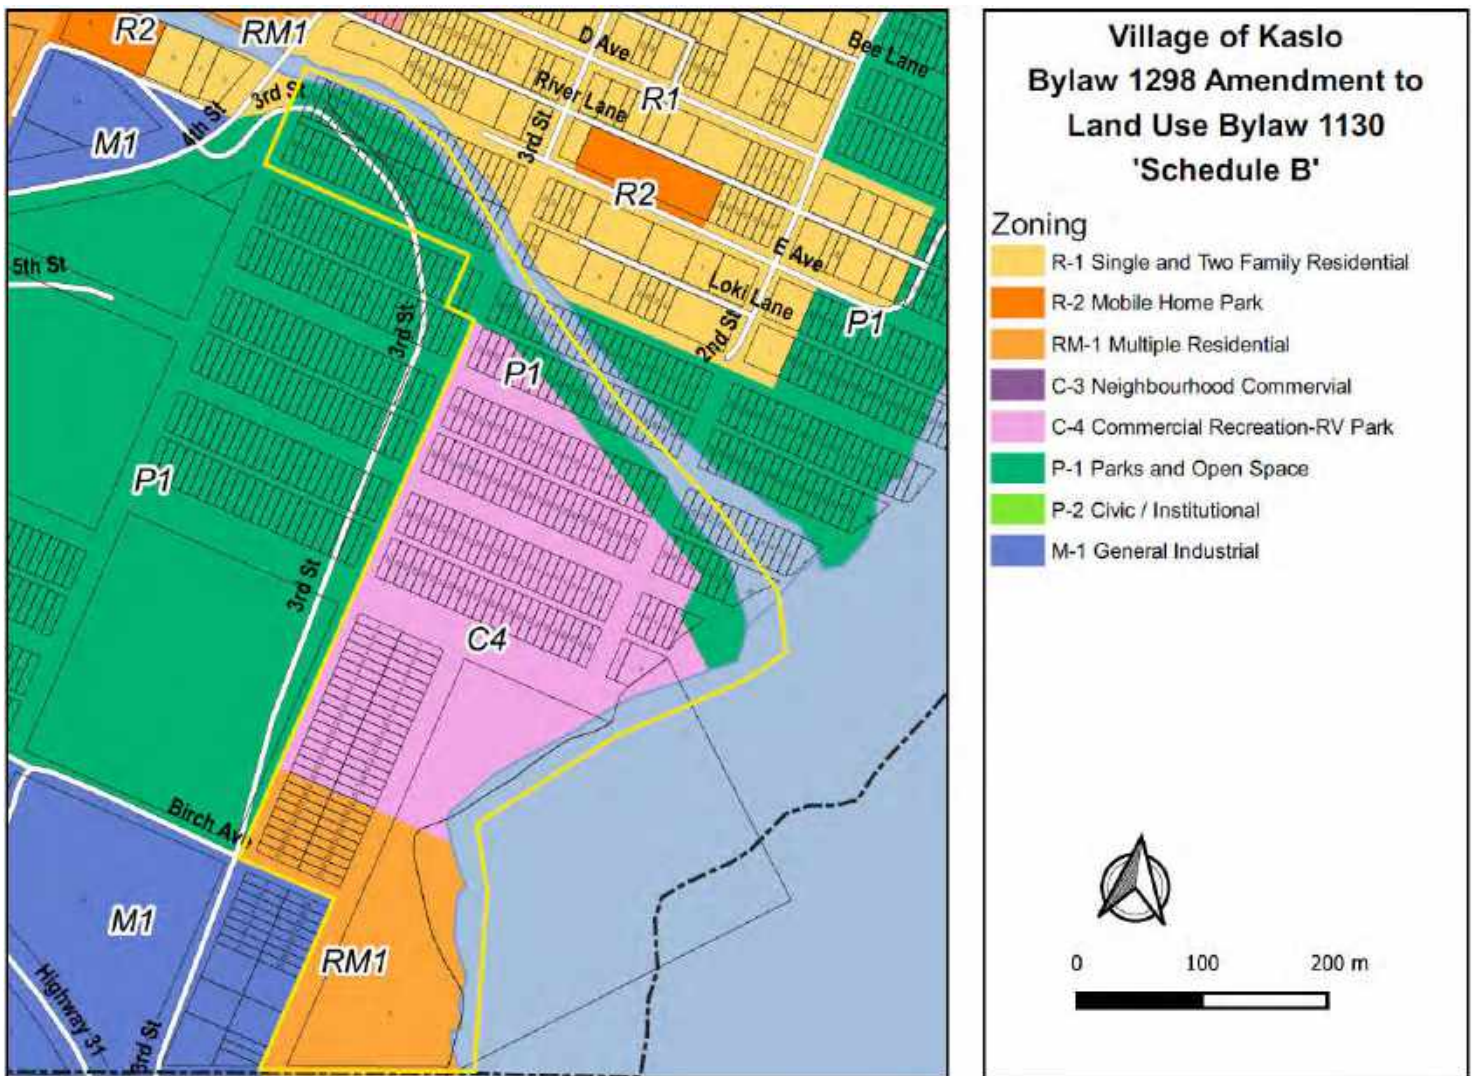 R2
RM1
D Ave
Bee Lane
River Lane
R1
3rd St
4th St
M1
3rd St
R2
E Ave
5th St
Loki Lane
P1
2nd St
3rd St
P1
P1
3rd St
C4
Birch Av
M1
RM1
Highway 31
3rd St
Village of Kaslo
Bylaw 1298 Amendment to
Land Use Bylaw 1130
'Schedule B'
Zoning
R-1 Single and Two Family Residential
R-2 Mobile Home Park
RM-1 Multiple Residential
C-3 Neighbourhood Commervial
C-4 Commercial Recreation-RV Park
P-1 Parks and Open Space
P-2 Civic / Institutional
M-1 General Industrial
0 100 200 m